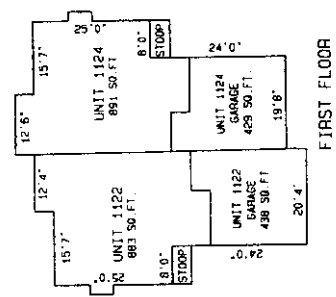 25'0"
15'7"
8'0"
STOOP
24'0"
12'6"
UNIT 1124
891 SQ.FT.
UNIT 1124
GARAGE
429 SQ.FT.
19'8"
12'4"
15'7"
UNIT 1122
883 SQ.FT.
UNIT 1122
GARAGE
438 SQ.FT.
20'4"
25'0"
8'0"
STOOP
24'0"
FIRST FLOOR